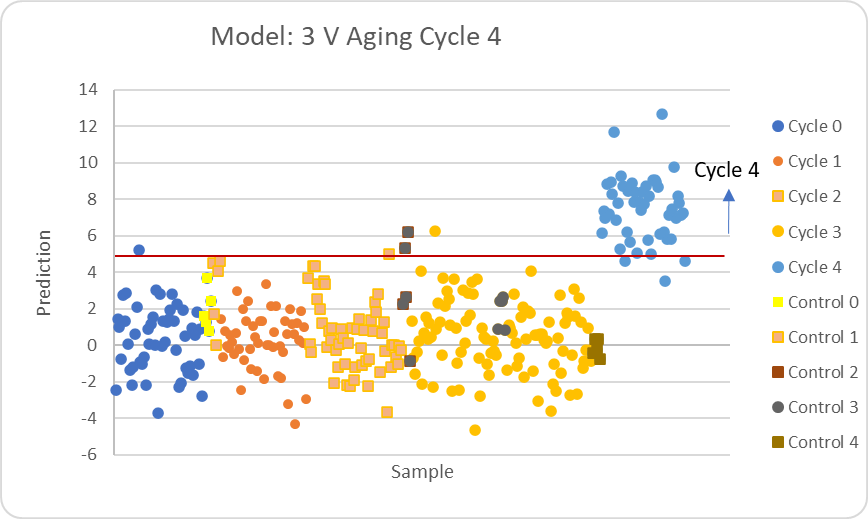 Model: 3 V Aging Cycle 4
14
12
10
8
6
4
2
0
-2
-4
-6
Prediction
Sample
Cycle 4
Cycle 0
Cycle 1
Cycle 2
Cycle 3
Cycle 4
Control 0
Control 1
Control 2
Control 3
Control 4